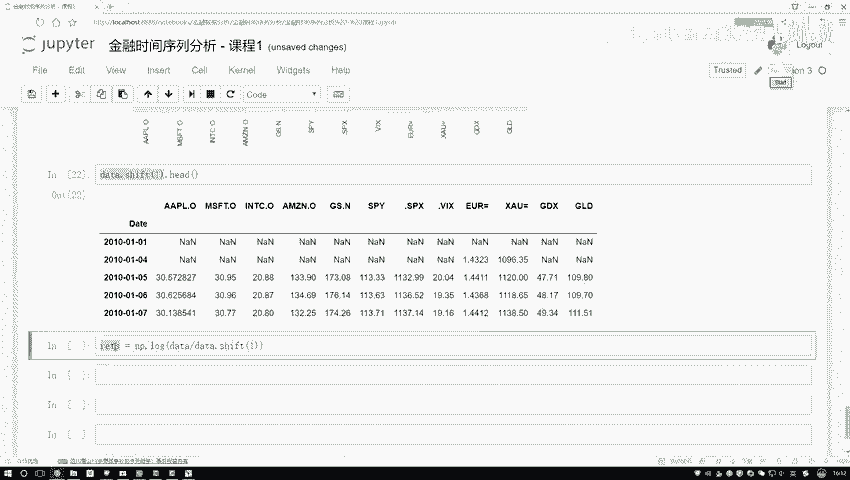 jupyter 金融时间序列分析 - 课程1 (unsaved changes)
Logout
File Edit View Insert Cell Kernel Widgets Help
Trusted
Code
AAPL.O MSFT.O INTC.O AMZN.O GS.N SPY .SPX .VIX EUR= XAU= GDX GLD
In [22]: data.shift(1).head()
Out[22]:
AAPL.O MSFT.O INTC.O AMZN.O GS.N SPY .SPX .VIX EUR= XAU= GDX GLD
Date
2010-01-01 NaN NaN NaN NaN NaN NaN NaN NaN NaN NaN NaN NaN
2010-01-04 NaN NaN NaN NaN NaN NaN NaN NaN 1.4323 1096.35 NaN NaN
2010-01-05 30.572827 30.95 20.88 133.90 173.08 113.33 1132.99 20.04 1.4411 1120.00 47.71 109.80
2010-01-06 30.625684 30.96 20.87 134.69 176.14 113.63 1136.52 19.35 1.4368 1118.65 48.17 109.70
2010-01-07 30.138541 30.77 20.80 132.25 174.26 113.71 1137.14 19.16 1.4412 1138.50 49.34 111.51
In [ ]: rets = np.log(data/data.shift(1))
In [ ]:
In [ ]:
In [ ]:
16:12